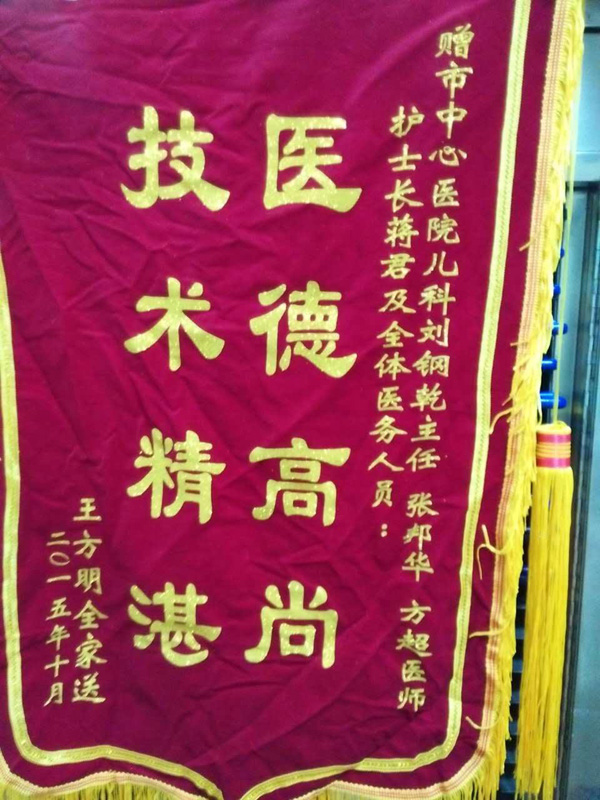 赠市中心医院儿科刘钢乾主任 张邦华 方超医师
护士长蒋君及全体医务人员：
医德高尚
技术精湛
王方明全家送
二〇一五年十月